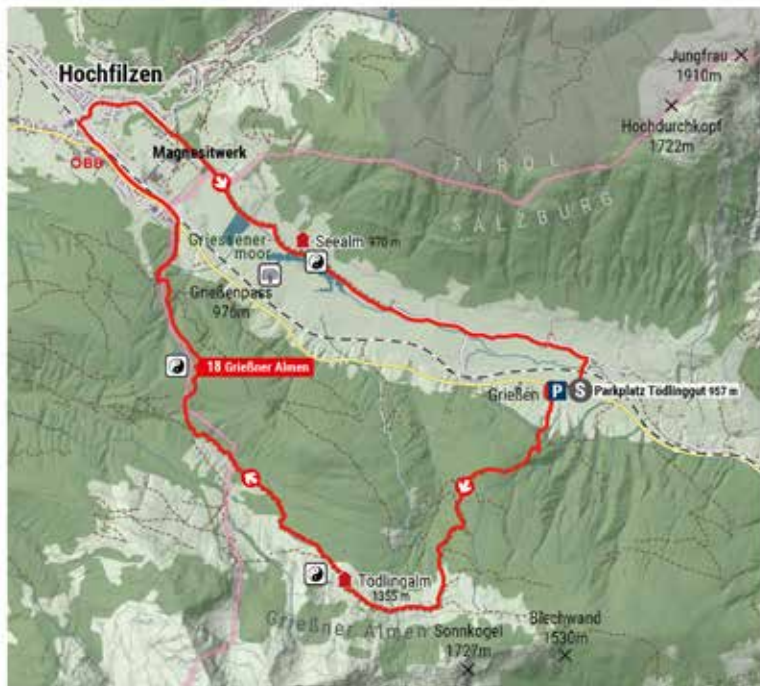 Jungfrau
1910m
Hochfilzen
Hochdurchkopf
1722m
Magnesitwerk
ÖBB
TIROL
SALZBURG
Griessener-
moor
Seealm 970 m
Grießenpass
976m
18 Grießner Almen
Grießen
P
S
Parkplatz Tödlinggut 957 m
Tödlingalm
1355 m
Grießner Almen
Sonnkogel
1727m
Blechwand
1530m